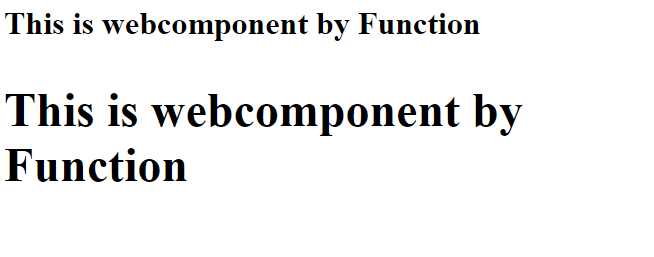 This is webcomponent by Function
This is webcomponent by
Function